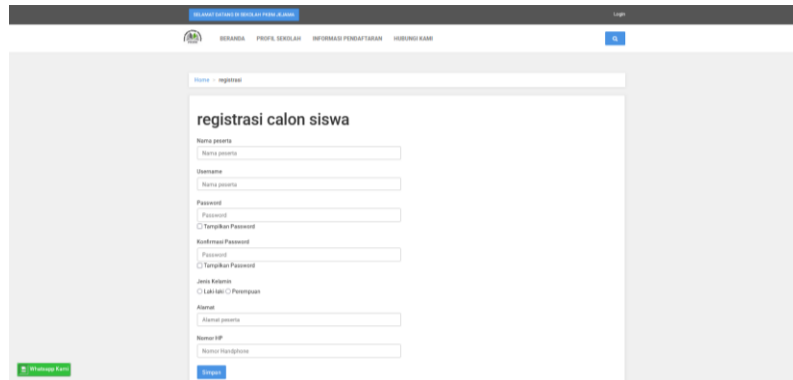 SELAMAT DATANG DI SEKOLAH PKBM JEJAMA
Login
BERANDA PROFIL SEKOLAH INFORMASI PENDAFTARAN HUBUNGI KAMI
Home > registrasi
registrasi calon siswa
Nama peserta
Nama peserta
Username
Nama peserta
Password
Password
Tampilkan Password
Konfirmasi Password
Password
Tampilkan Password
Jenis Kelamin
Laki-laki Perempuan
Alamat
Alamat peserta
Nomor HP
Nomor Handphone
Simpan
Whatsapp Kami